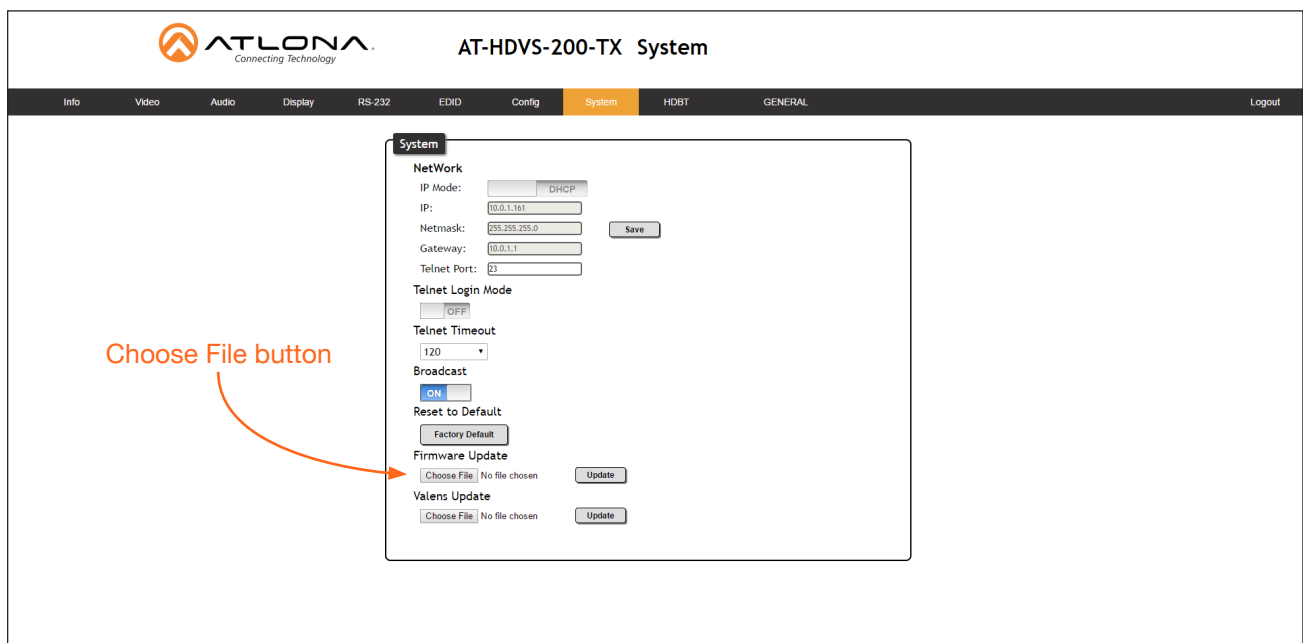 ATLONA.
Connecting Technology
AT-HDVS-200-TX System
Info Video Audio Display RS-232 EDID Config System HDBT GENERAL Logout
System
NetWork
IP Mode: DHCP
IP: 10.0.1.161
Netmask: 255.255.255.0 Save
Gateway: 10.0.1.1
Telnet Port: 23
Telnet Login Mode
OFF
Telnet Timeout
120
Choose File button
Broadcast
ON
Reset to Default
Factory Default
Firmware Update
Choose File No file chosen Update
Valens Update
Choose File No file chosen Update